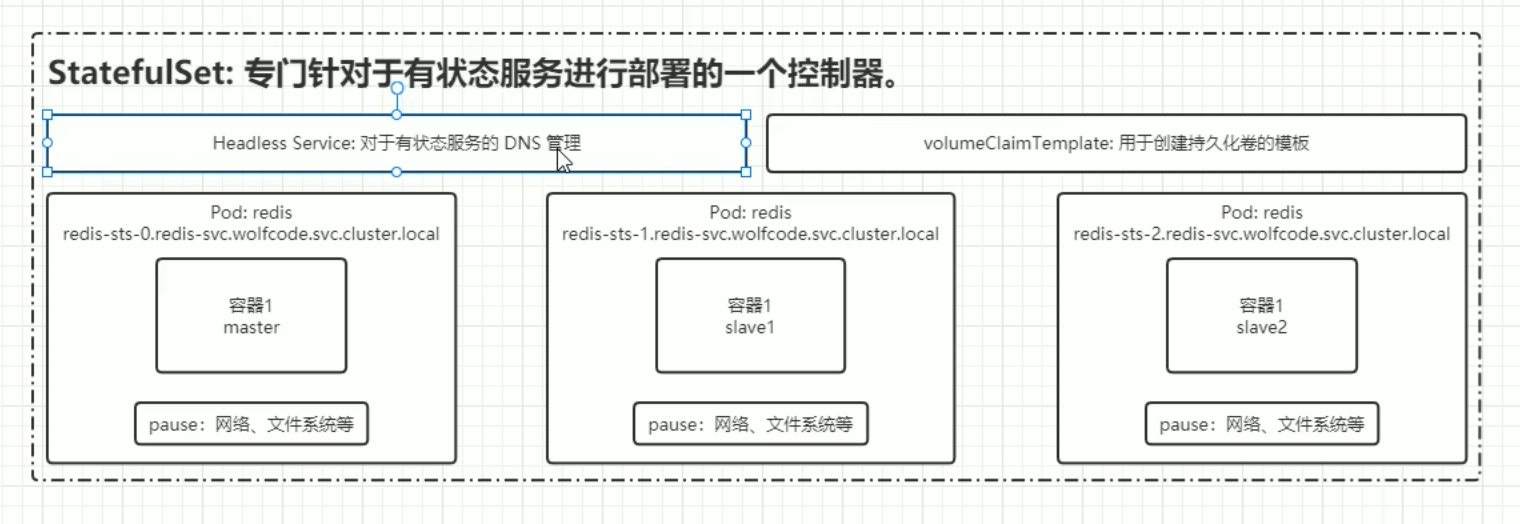 StatefulSet: 专门针对于有状态服务进行部署的一个控制器。
Headless Service: 对于有状态服务的 DNS 管理
volumeClaimTemplate: 用于创建持久化卷的模板
Pod: redis
redis-sts-0.redis-svc.wolfcode.svc.cluster.local
容器1
master
pause：网络、文件系统等
Pod: redis
redis-sts-1.redis-svc.wolfcode.svc.cluster.local
容器1
slave1
pause：网络、文件系统等
Pod: redis
redis-sts-2.redis-svc.wolfcode.svc.cluster.local
容器1
slave2
pause：网络、文件系统等